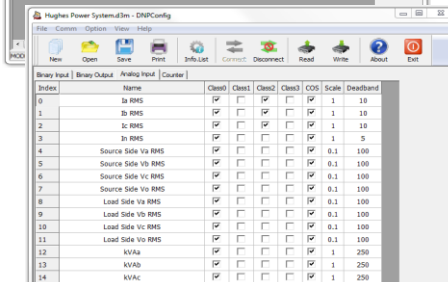 Hughes Power System.d3m - DNPConfig
File Comm Option View Help
New Open Save Print Info.List Connect Disconnect Read Write About Exit
Binary Input Binary Output Analog Input Counter
Index Name Class0 Class1 Class2 Class3 COS Scale Deadband
0 Ia RMS 1 10
1 Ib RMS 1 10
2 Ic RMS 1 10
3 In RMS 1 5
4 Source Side Va RMS 0.1 100
5 Source Side Vb RMS 0.1 100
6 Source Side Vc RMS 0.1 100
7 Source Side Vo RMS 0.1 100
8 Load Side Va RMS 0.1 100
9 Load Side Vb RMS 0.1 100
10 Load Side Vc RMS 0.1 100
11 Load Side Vo RMS 0.1 100
12 kVAa 1 250
13 kVAb 1 250
14 kVAc 1 250